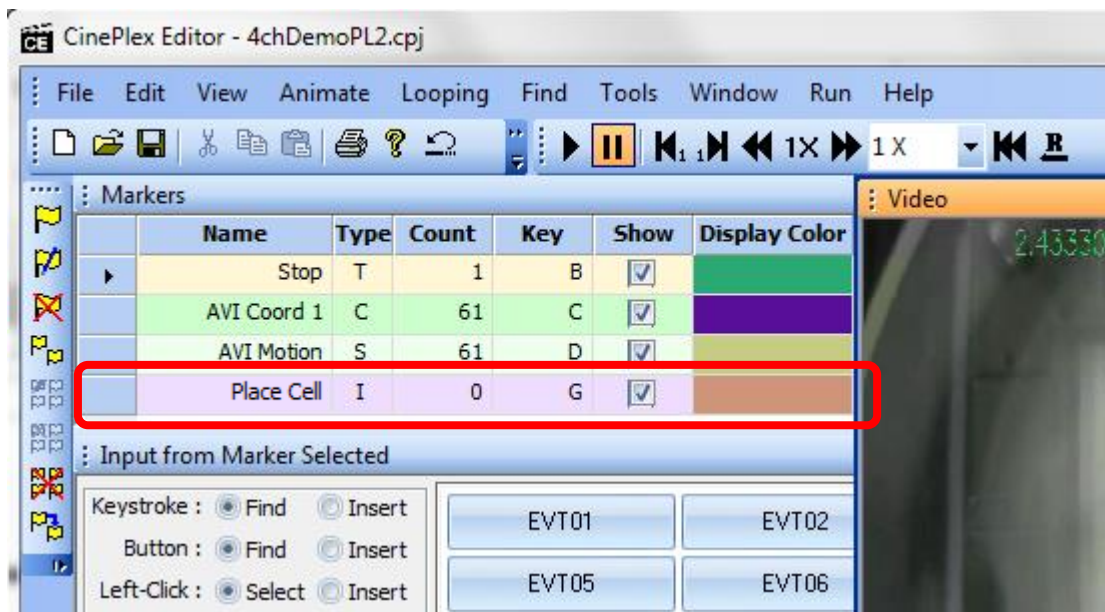 CE CinePlex Editor - 4chDemoPL2.cpj
File Edit View Animate Looping Find Tools Window Run Help
1 1 1X 1 X R
Markers
Video
Name Type Count Key Show Display Color
2.43330
Stop T 1 B
AVI Coord 1 C 61 C
AVI Motion S 61 D
Place Cell I 0 G
Input from Marker Selected
Keystroke : Find Insert
EVT01 EVT02
Button : Find Insert
Left-Click : Select Insert
EVT05 EVT06